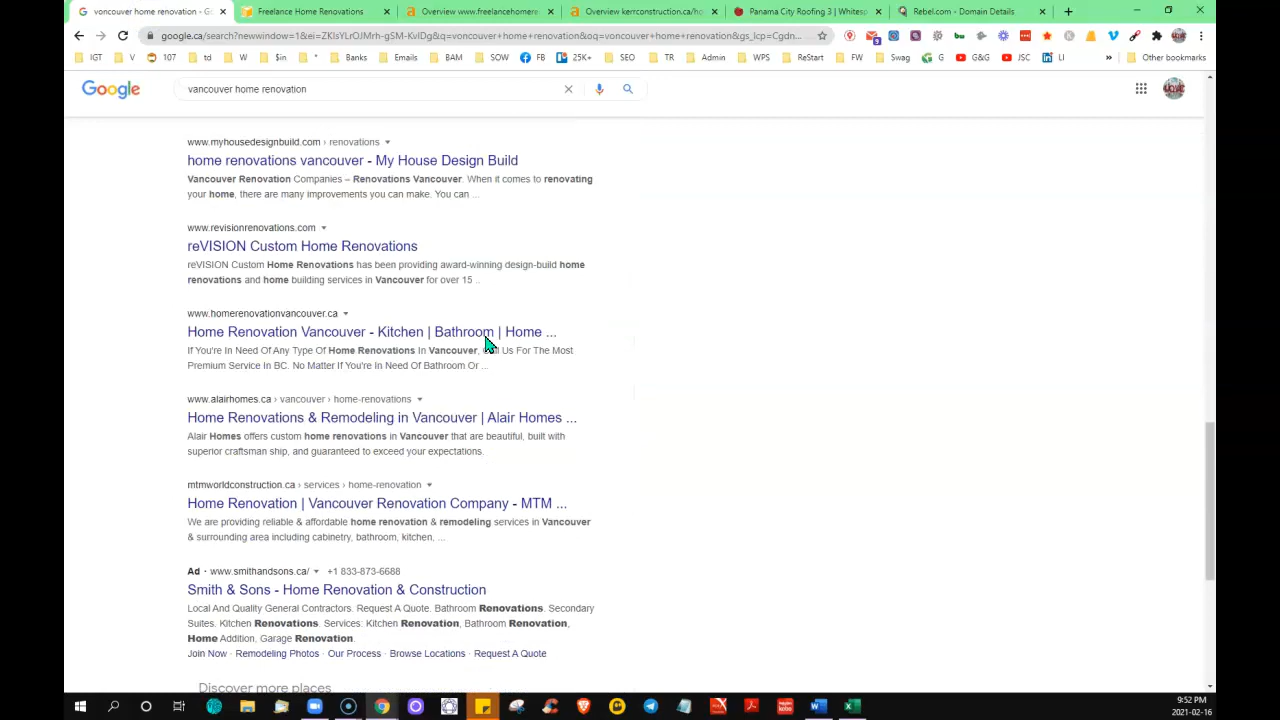 voncouver home renovation - Go
Freelance Home Renovations
Overview www.freelancehomere
Overview kerrconstruction.ca/ho
Panama City Roofing 3 | Whitesp
Rebel.com - Domain Details
google.ca/search?newwindow=1&ei=
IGT V 107 td W $in * Banks Emails BAM SOW FB 25K+ SEO TR Admin WPS ReStart FW Swag G G&G JSC LI » Other bookmarks
Google
vancouver home renovation
www.myhousedesignbuild.com › renovations
home renovations vancouver - My House Design Build
Vancouver Renovation Companies – Renovations Vancouver. When it comes to renovating
your home, there are many improvements you can make. You can ...
www.revisionrenovations.com
reVISION Custom Home Renovations
reVISION Custom Home Renovations has been providing award-winning design-build home
renovations and home building services in Vancouver for over 15 ..
www.homerenovationvancouver.ca
Home Renovation Vancouver - Kitchen | Bathroom | Home ...
If You're In Need Of Any Type Of Home Renovations In Vancouver, Us For The Most
Premium Service In BC. No Matter If You're In Need Of Bathroom Or ...
www.alairhomes.ca › vancouver › home-renovations
Home Renovations & Remodeling in Vancouver | Alair Homes ...
Alair Homes offers custom home renovations in Vancouver that are beautiful, built with
superior craftsman ship, and guaranteed to exceed your expectations.
mtmworldconstruction.ca › services › home-renovation
Home Renovation | Vancouver Renovation Company - MTM ...
We are providing reliable & affordable home renovation & remodeling services in Vancouver
& surrounding area including cabinetry, bathroom, kitchen, ...
Ad · www.smithandsons.ca/ +1 833-873-6688
Smith & Sons - Home Renovation & Construction
Local And Quality General Contractors. Request A Quote. Bathroom Renovations. Secondary
Suites. Kitchen Renovations. Services: Kitchen Renovation, Bathroom Renovation,
Home Addition, Garage Renovation.
Join Now · Remodeling Photos · Our Process · Browse Locations · Request A Quote
Discover more places
9:52 PM
2021-02-16